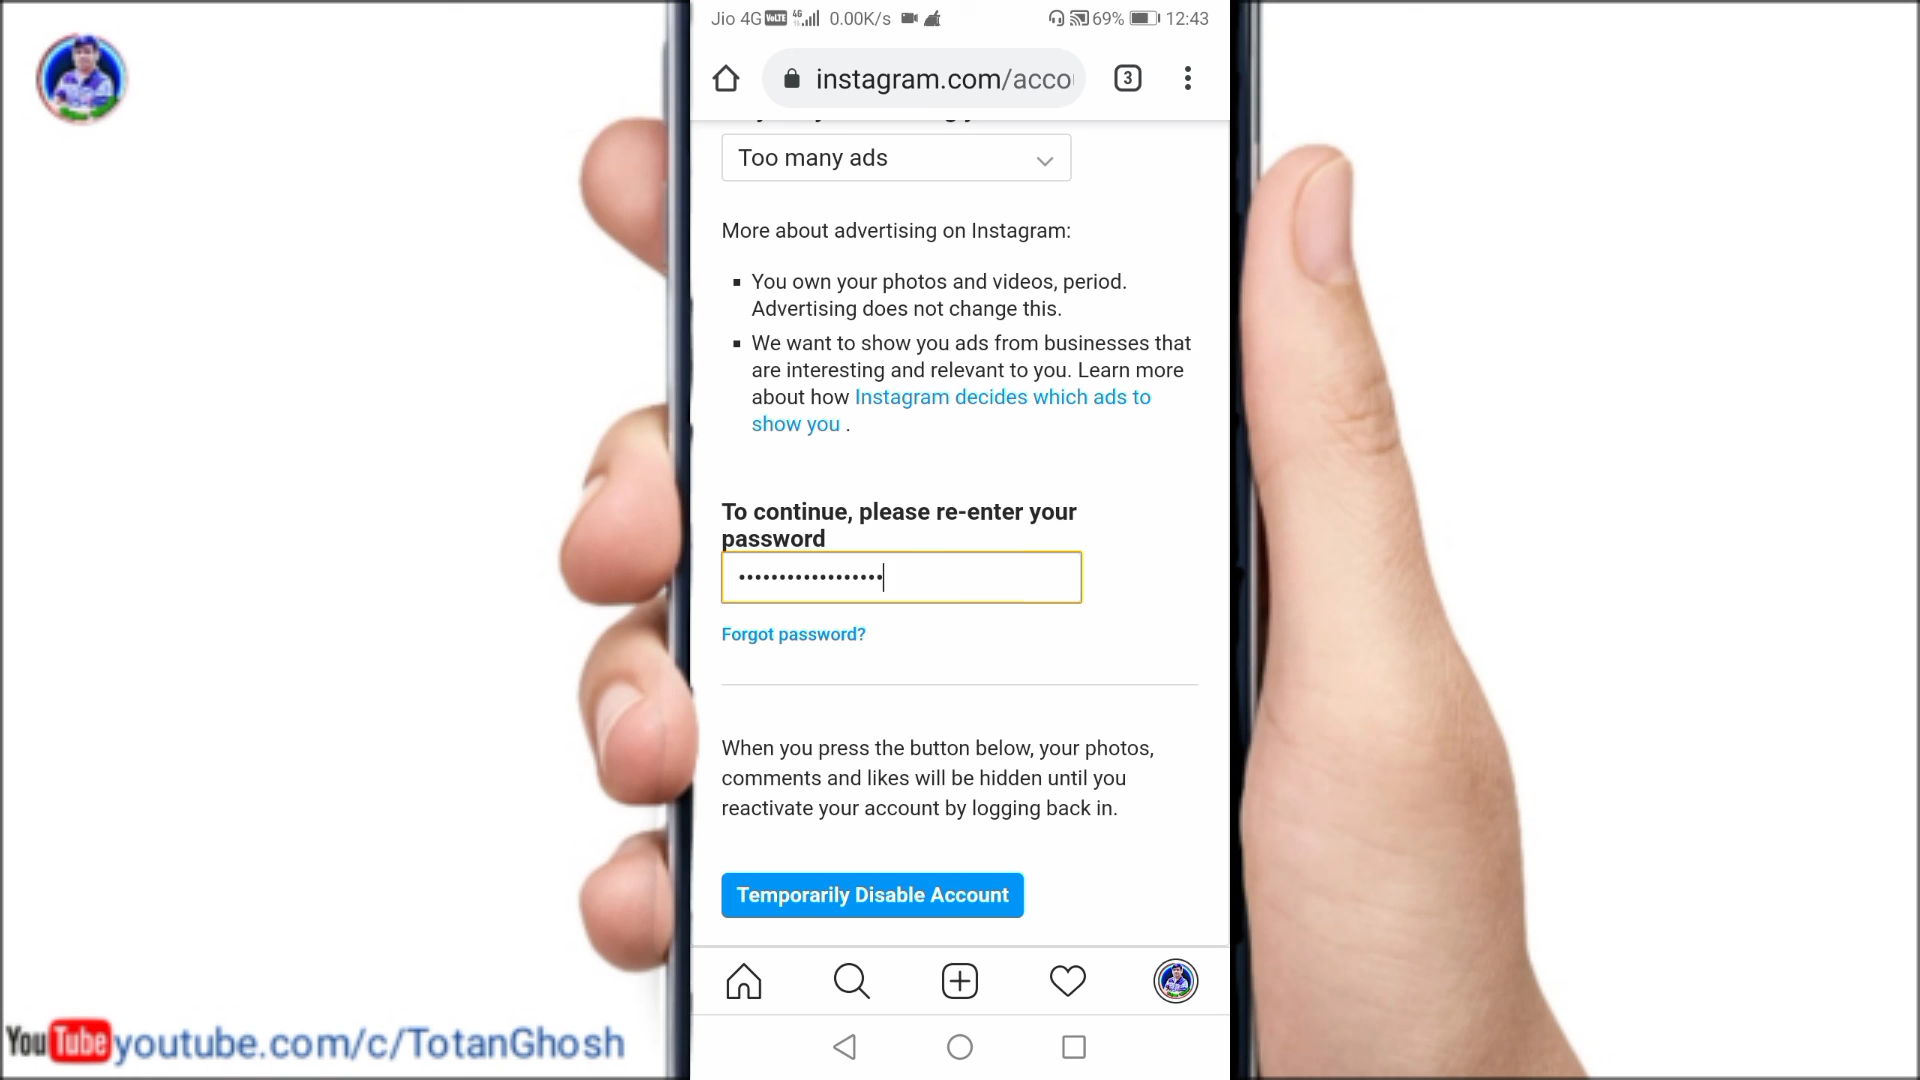 Jio 4G VoLTE 4G 0.00K/s 69% 12:43
instagram.com/acco
3
Too many ads
More about advertising on Instagram:
You own your photos and videos, period.
Advertising does not change this.
We want to show you ads from businesses that
are interesting and relevant to you. Learn more
about how Instagram decides which ads to
show you .
To continue, please re-enter your
password
••••••••••••••••••
Forgot password?
When you press the button below, your photos,
comments and likes will be hidden until you
reactivate your account by logging back in.
Temporarily Disable Account
YouTube youtube.com/c/TotanGhosh